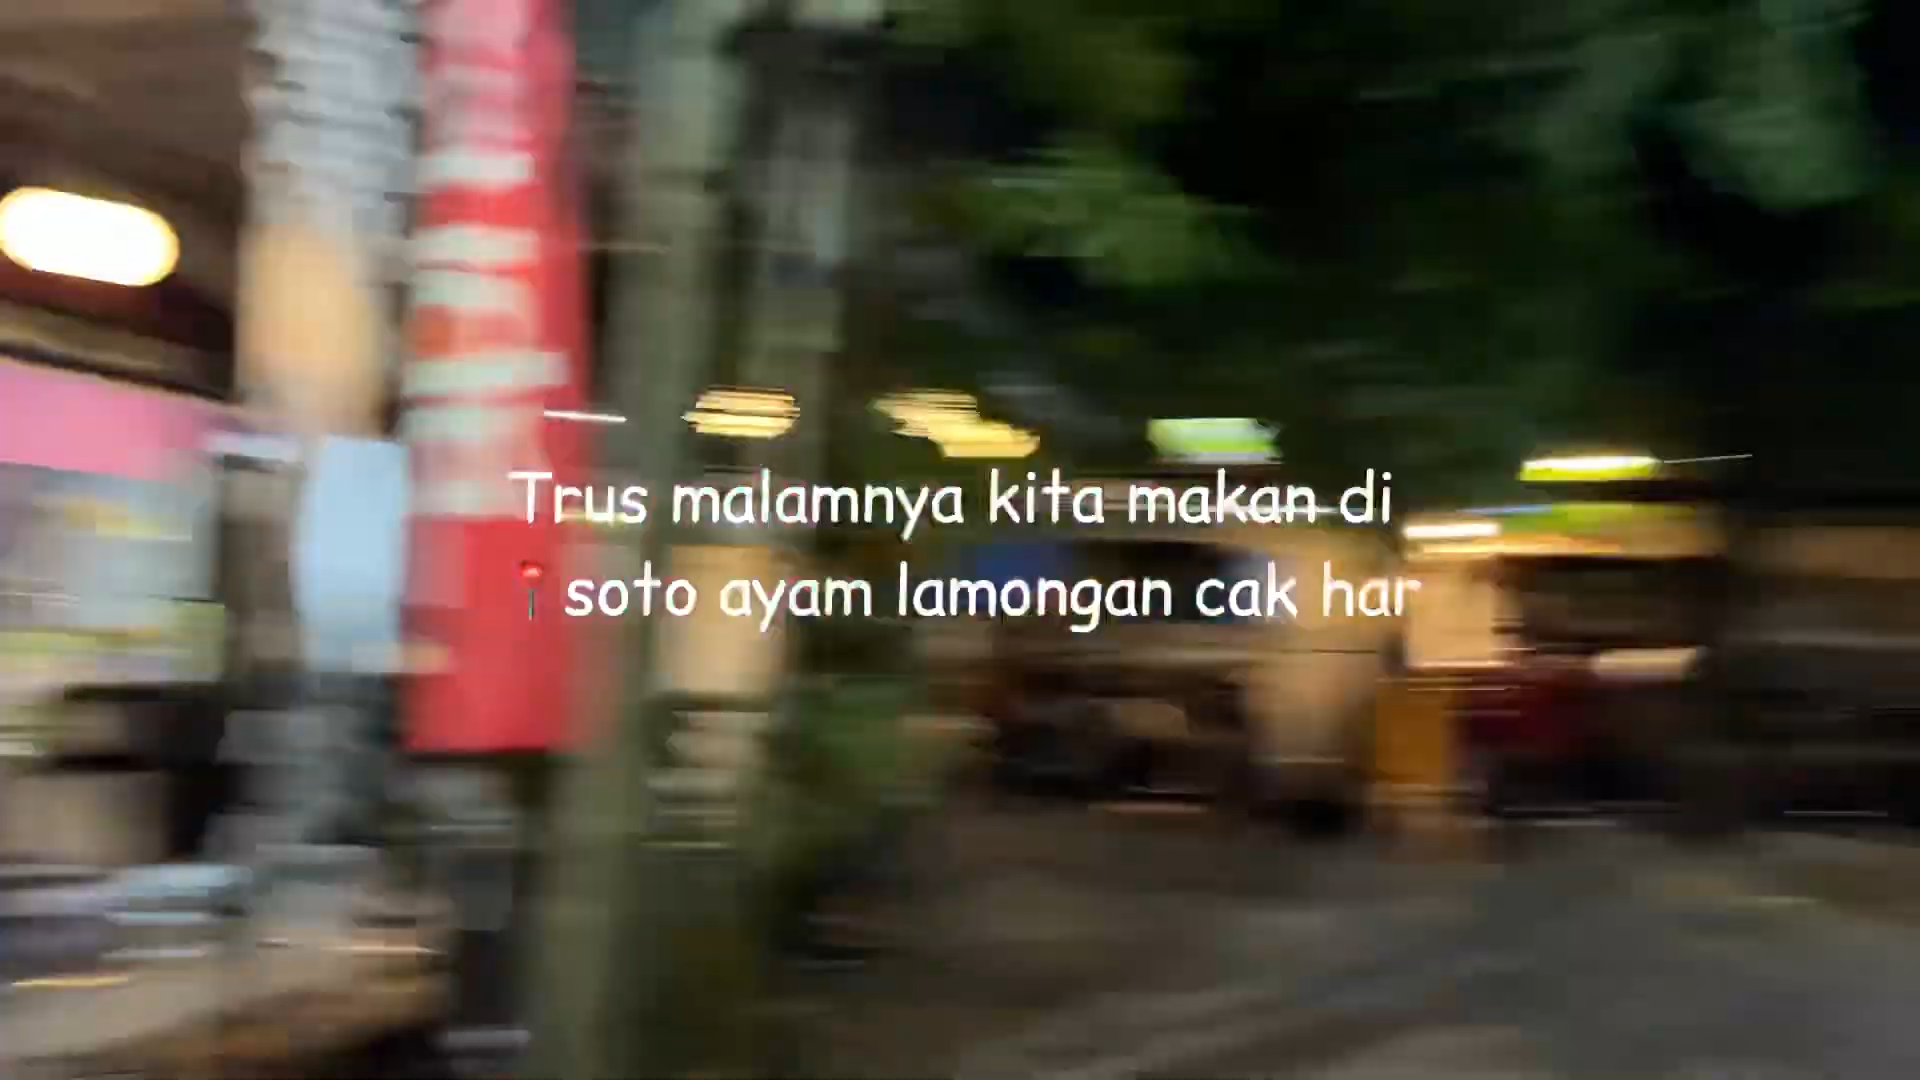 Trus malamnya kita makan di
📍soto ayam lamongan cak har